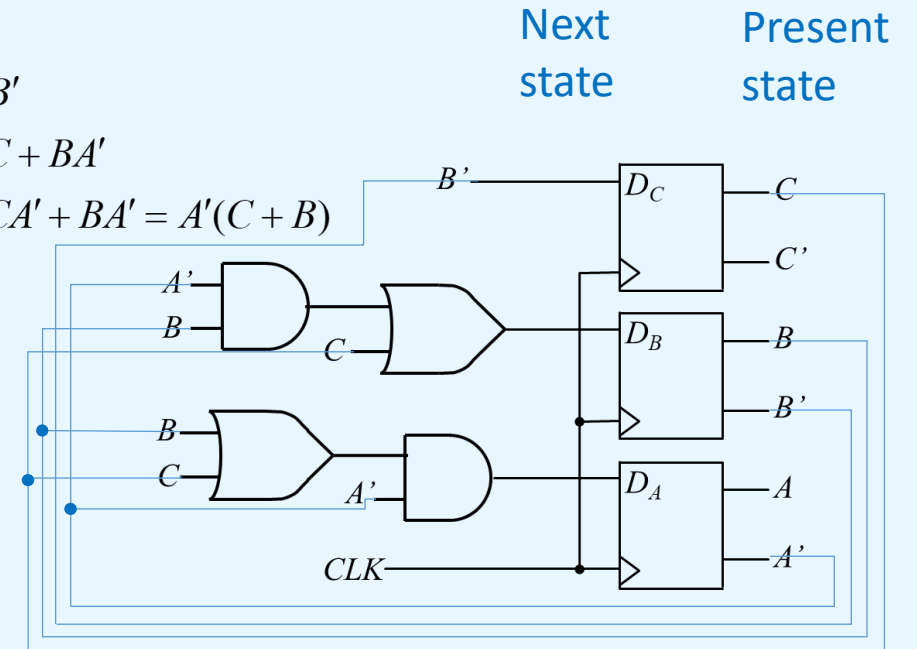 Next
state
Present
state
B′
C + BA′
CA′ + BA′ = A′(C + B)
B’
D_C
C
C’
A’
B
C
D_B
B
B’
B
C
A’
D_A
A
A’
CLK